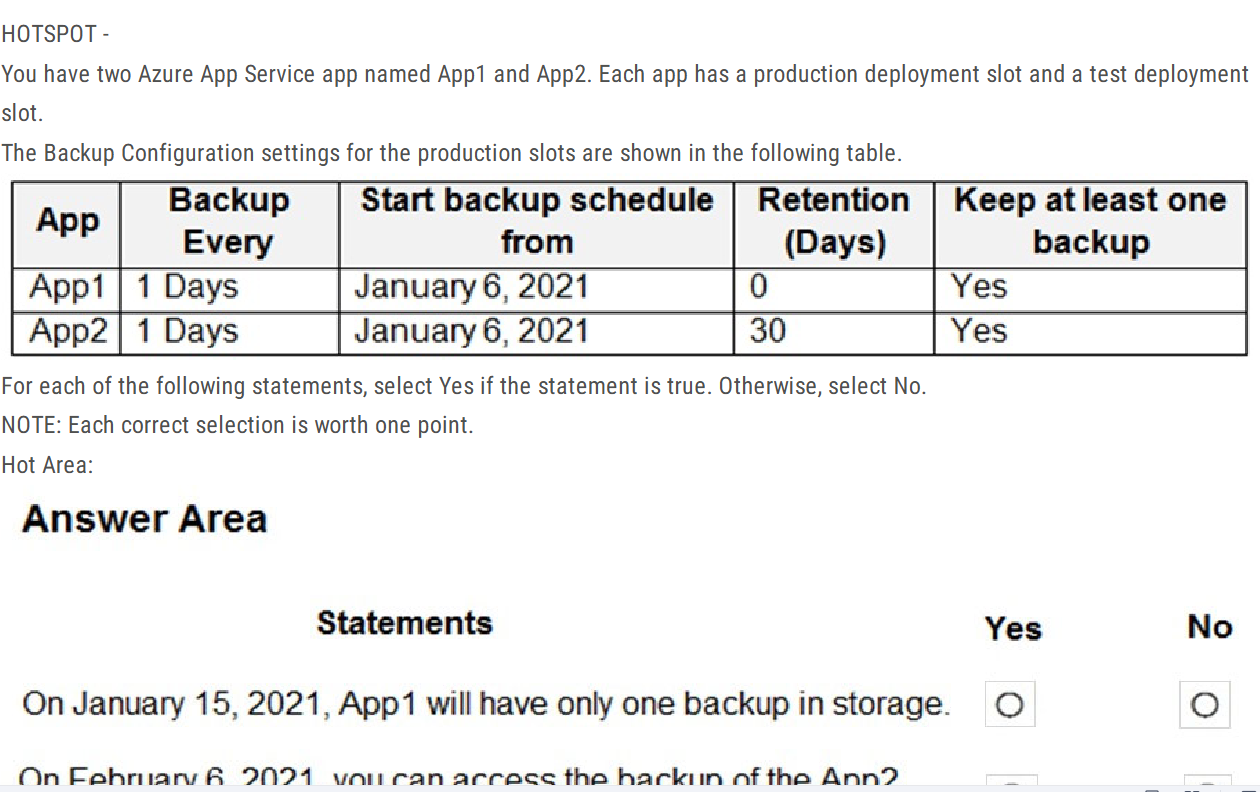 HOTSPOT -
You have two Azure App Service app named App1 and App2. Each app has a production deployment slot and a test deployment
slot.
The Backup Configuration settings for the production slots are shown in the following table.
App Backup Every Start backup schedule from Retention (Days) Keep at least one backup
App1 1 Days January 6, 2021 0 Yes
App2 1 Days January 6, 2021 30 Yes
For each of the following statements, select Yes if the statement is true. Otherwise, select No.
NOTE: Each correct selection is worth one point.
Hot Area:
Answer Area
Statements Yes No
On January 15, 2021, App1 will have only one backup in storage.
On February 6, 2021, you can access the backup of the App2